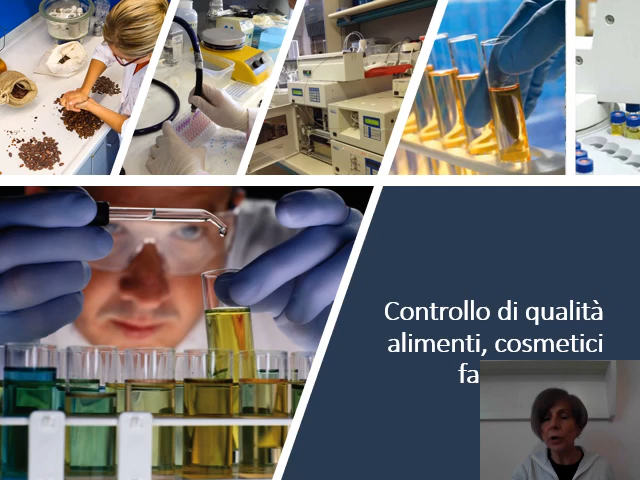 Controllo di qualità
alimenti, cosmetici